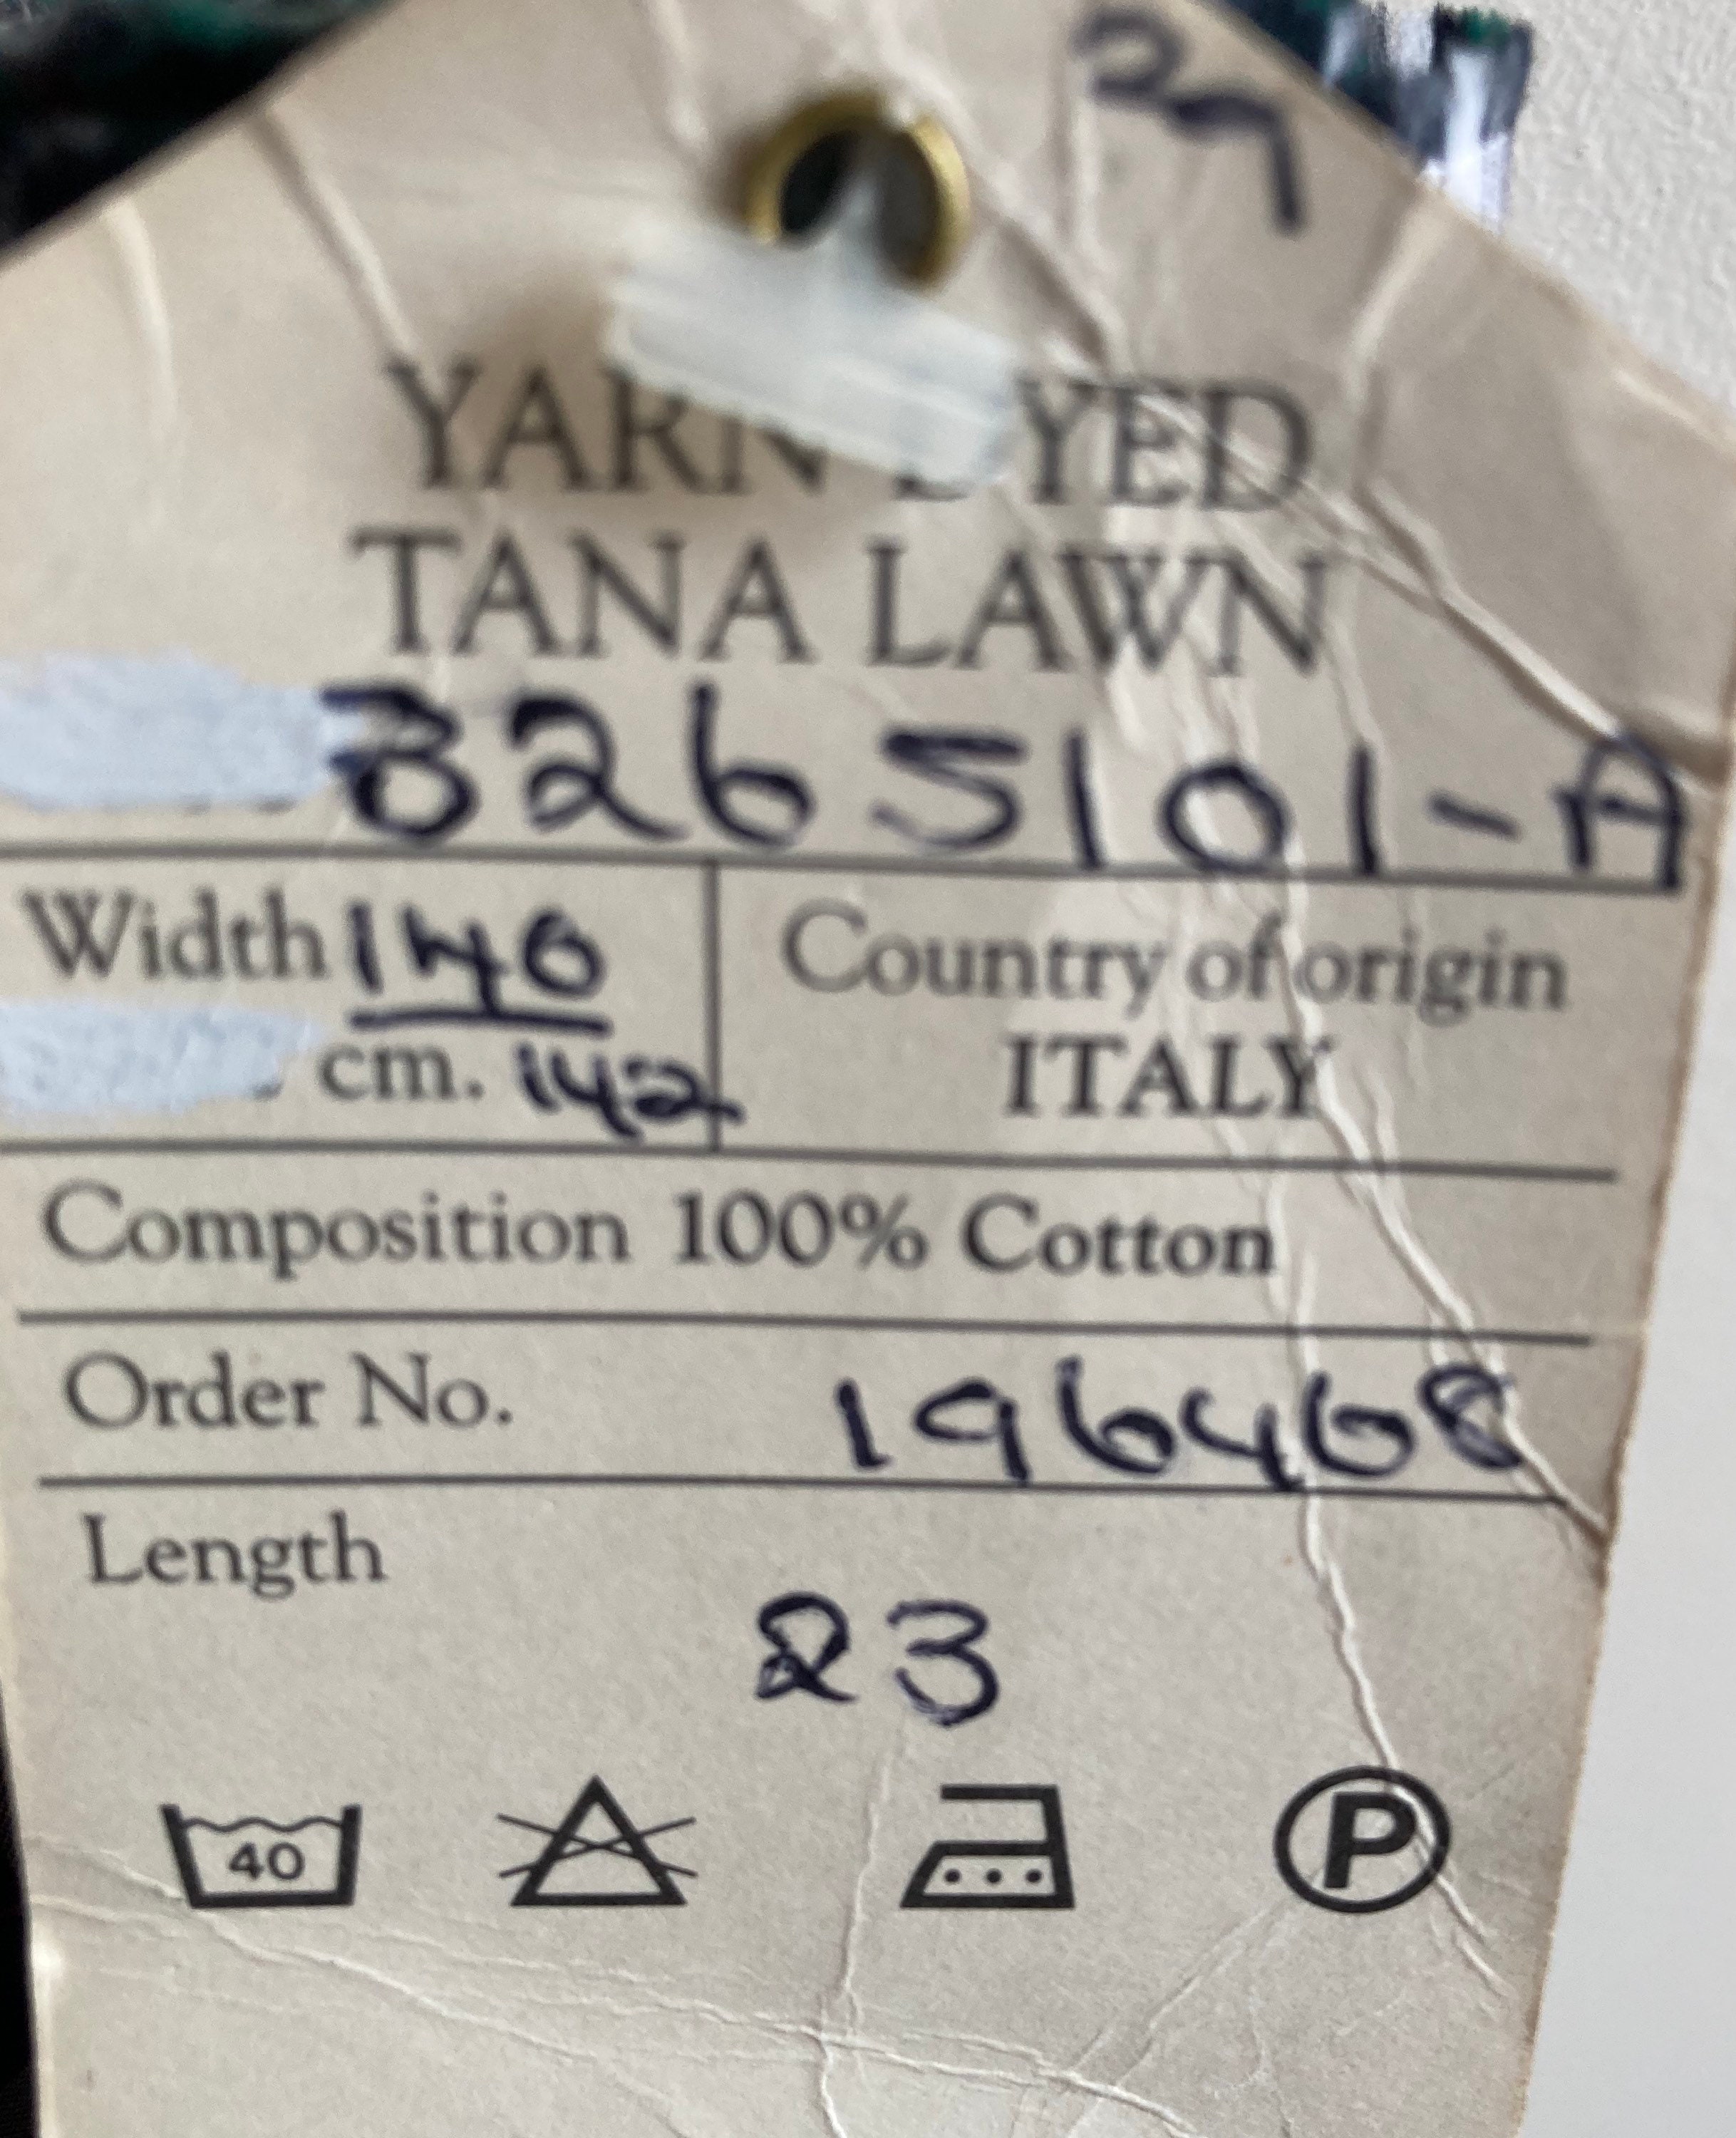 27
YARN DYED
TANA LAWN
3265101-A
Width 140
cm. 142
Country of origin
ITALY
Composition 100% Cotton
Order No. 196468
Length
23
40
P